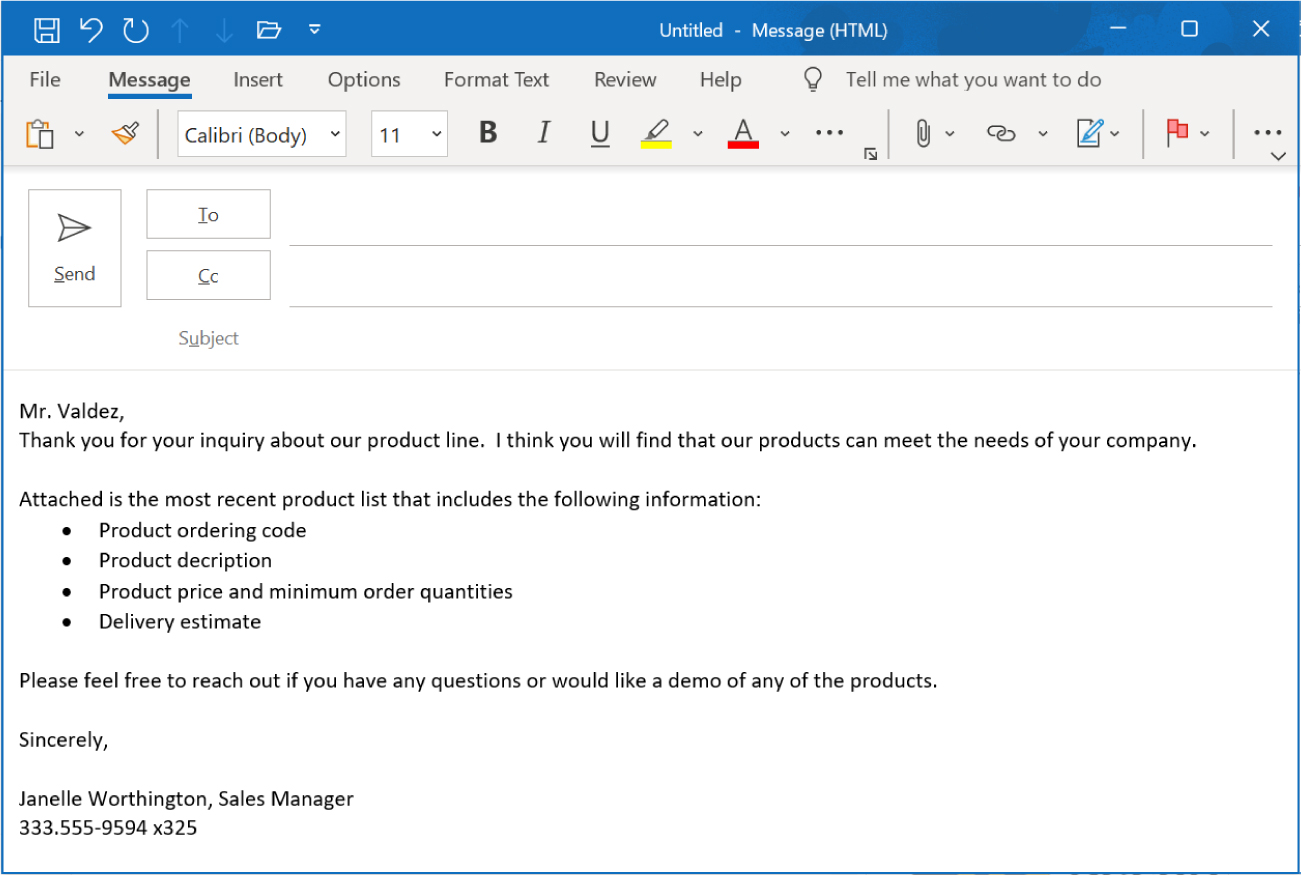 Untitled - Message (HTML)
File Message Insert Options Format Text Review Help Tell me what you want to do
Calibri (Body) 11 B I U A
To
Send
Cc
Subject
Mr. Valdez,
Thank you for your inquiry about our product line.  I think you will find that our products can meet the needs of your company.
Attached is the most recent product list that includes the following information:
• Product ordering code
• Product decription
• Product price and minimum order quantities
• Delivery estimate
Please feel free to reach out if you have any questions or would like a demo of any of the products.
Sincerely,
Janelle Worthington, Sales Manager
333.555-9594 x325